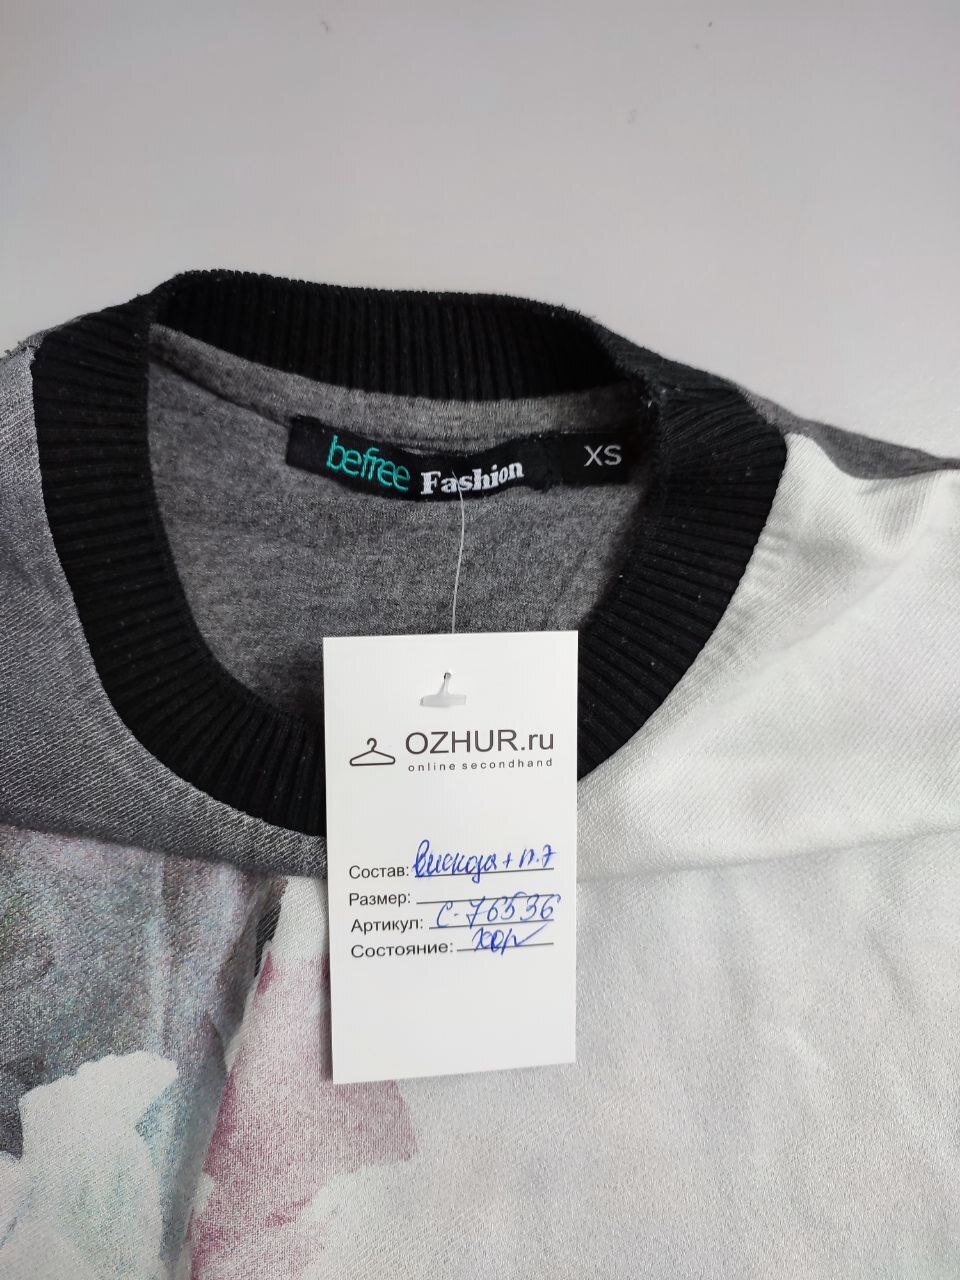 befree Fashion XS
OZHUR.ru
online secondhand
Состав: вискоза + п.э
Размер:
Артикул: С-76536
Состояние: хор